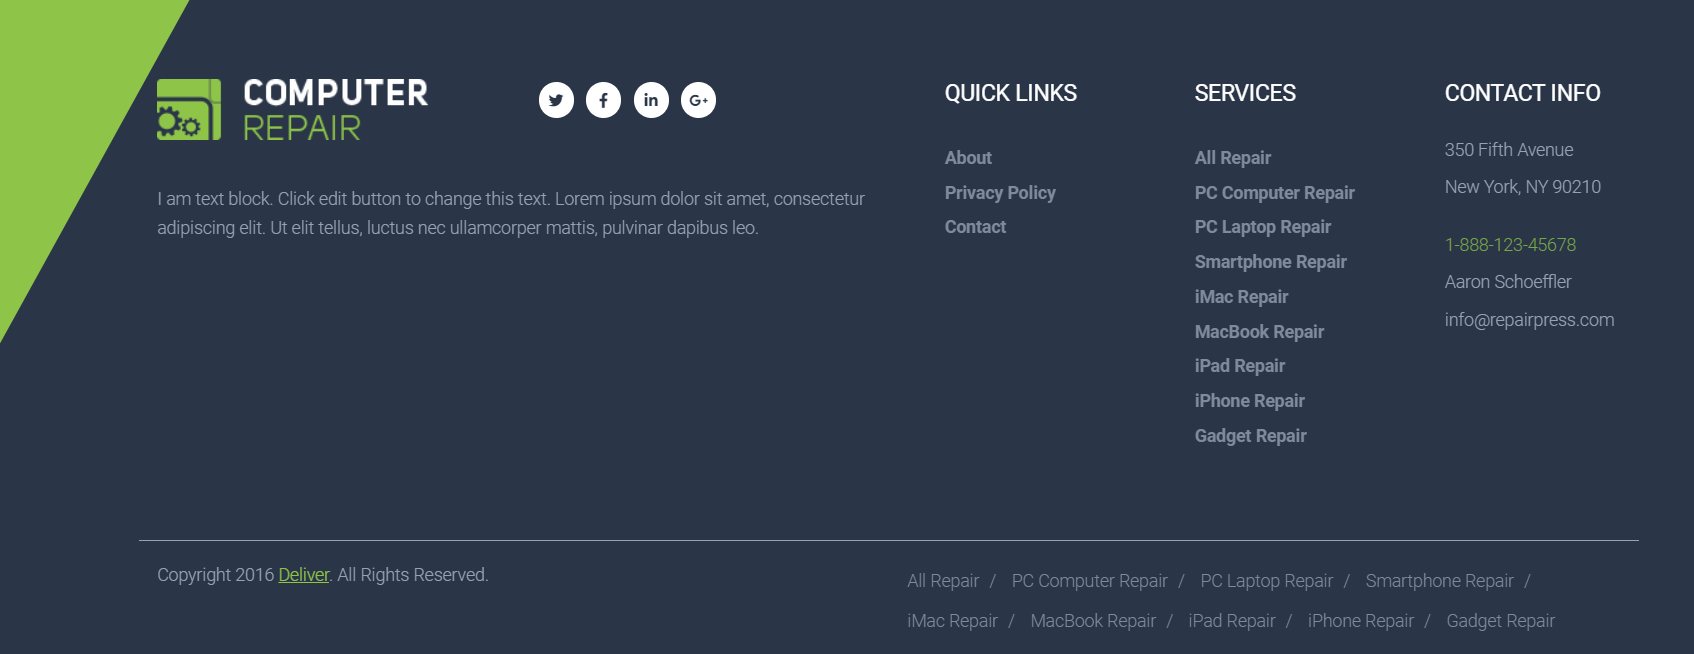 COMPUTER
REPAIR
I am text block. Click edit button to change this text. Lorem ipsum dolor sit amet, consectetur
adipiscing elit. Ut elit tellus, luctus nec ullamcorper mattis, pulvinar dapibus leo.
QUICK LINKS
About
Privacy Policy
Contact
SERVICES
All Repair
PC Computer Repair
PC Laptop Repair
Smartphone Repair
iMac Repair
MacBook Repair
iPad Repair
iPhone Repair
Gadget Repair
CONTACT INFO
350 Fifth Avenue
New York, NY 90210
1-888-123-45678
Aaron Schoeffler
info@repairpress.com
Copyright 2016 Deliver. All Rights Reserved.
All Repair / PC Computer Repair / PC Laptop Repair / Smartphone Repair /
iMac Repair / MacBook Repair / iPad Repair / iPhone Repair / Gadget Repair